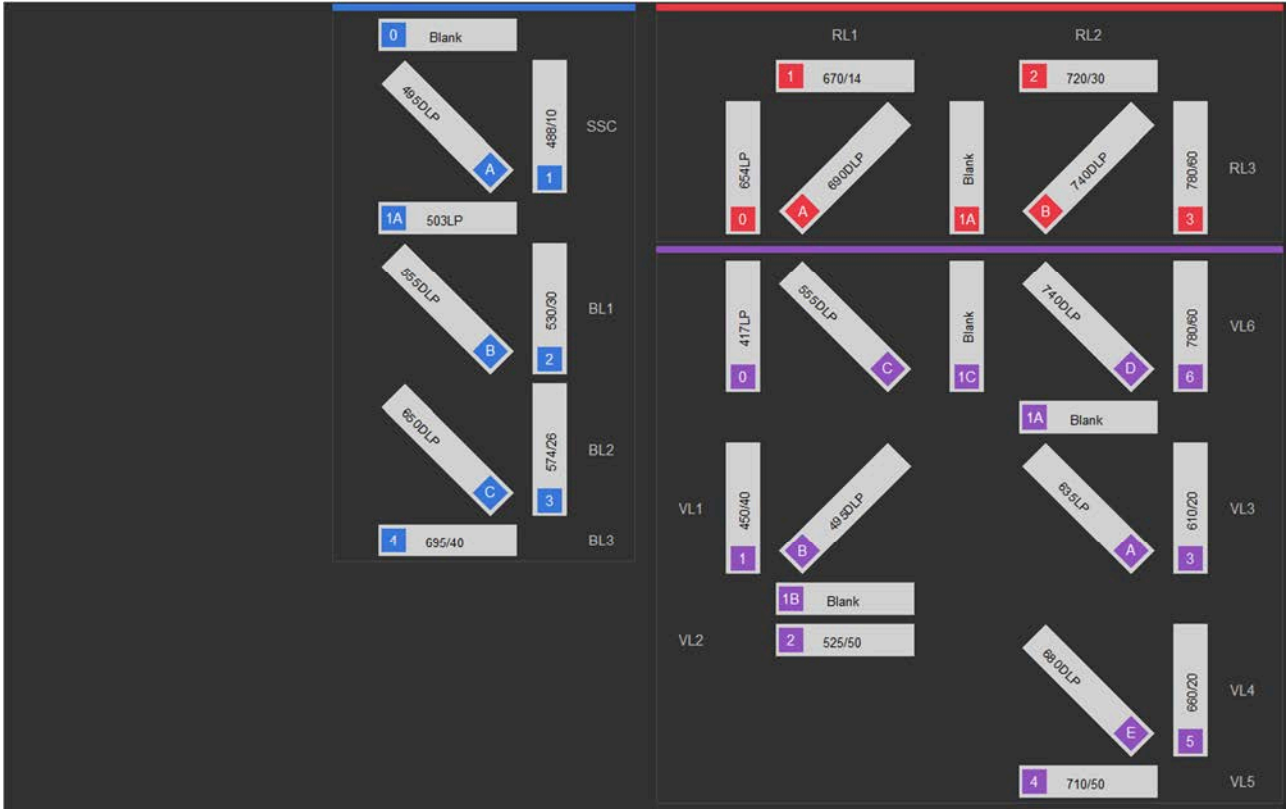 0 Blank
495DLP A
488/10 1
SSC
1A 503LP
555DLP B
530/30 2
BL1
650DLP C
574/26 3
BL2
4 695/40
BL3
RL1
RL2
1 670/14
2 720/30
654LP 0
A 690DLP
Blank 1A
B 740DLP
780/60 3
RL3
417LP 0
555DLP C
Blank 1C
740DLP D
780/60 6
VL6
1A Blank
VL1
450/40 1
B 495DLP
635LP A
610/20 3
VL3
1B Blank
VL2
2 525/50
680DLP E
660/20 5
VL4
4 710/50
VL5